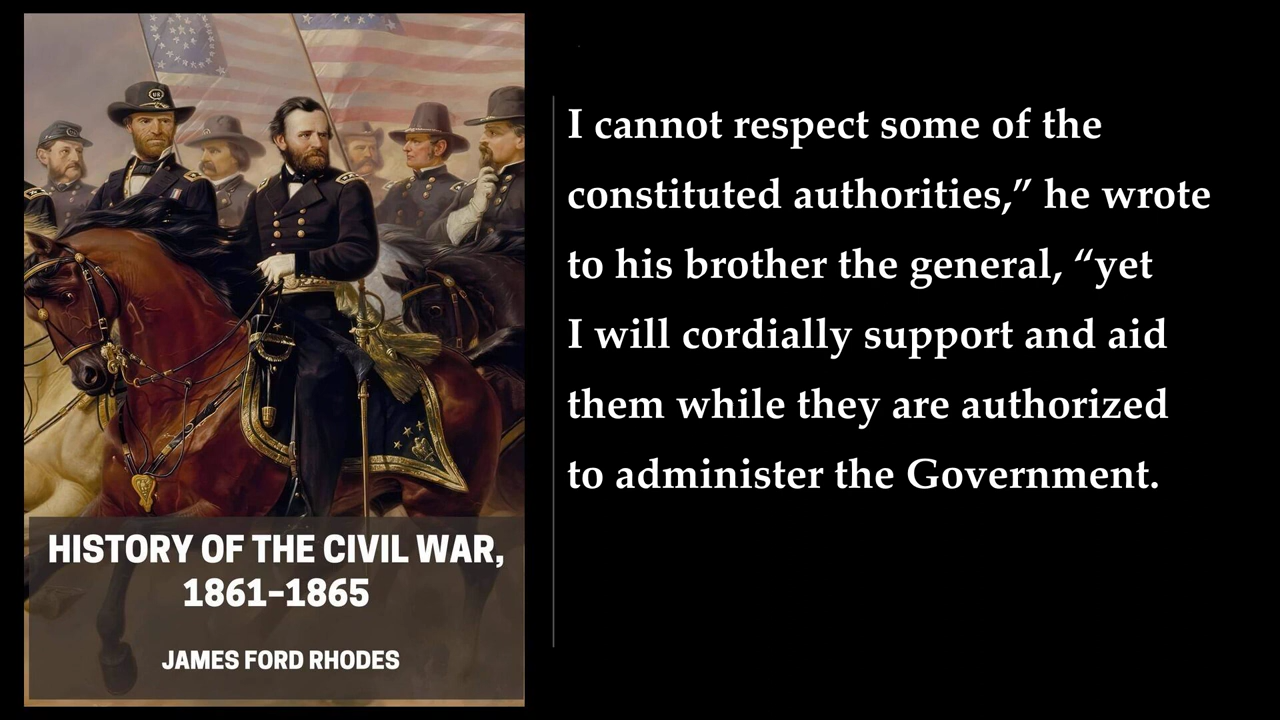 HISTORY OF THE CIVIL WAR,
1861–1865
JAMES FORD RHODES
I cannot respect some of the
constituted authorities,” he wrote
to his brother the general, “yet
I will cordially support and aid
them while they are authorized
to administer the Government.